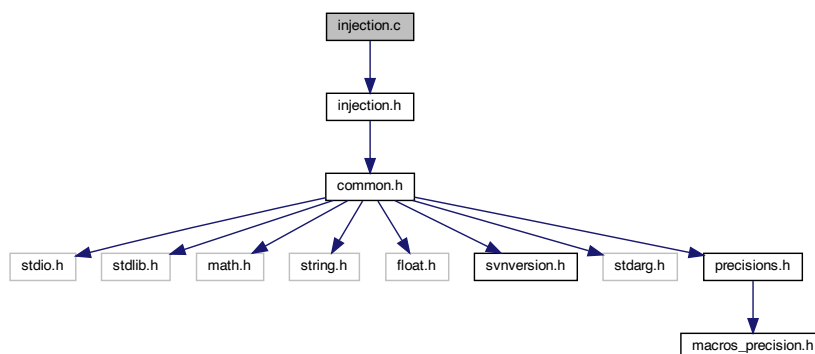 injection.c
injection.h
common.h
stdio.h
stdlib.h
math.h
string.h
float.h
svnversion.h
stdarg.h
precisions.h
macros_precision.h